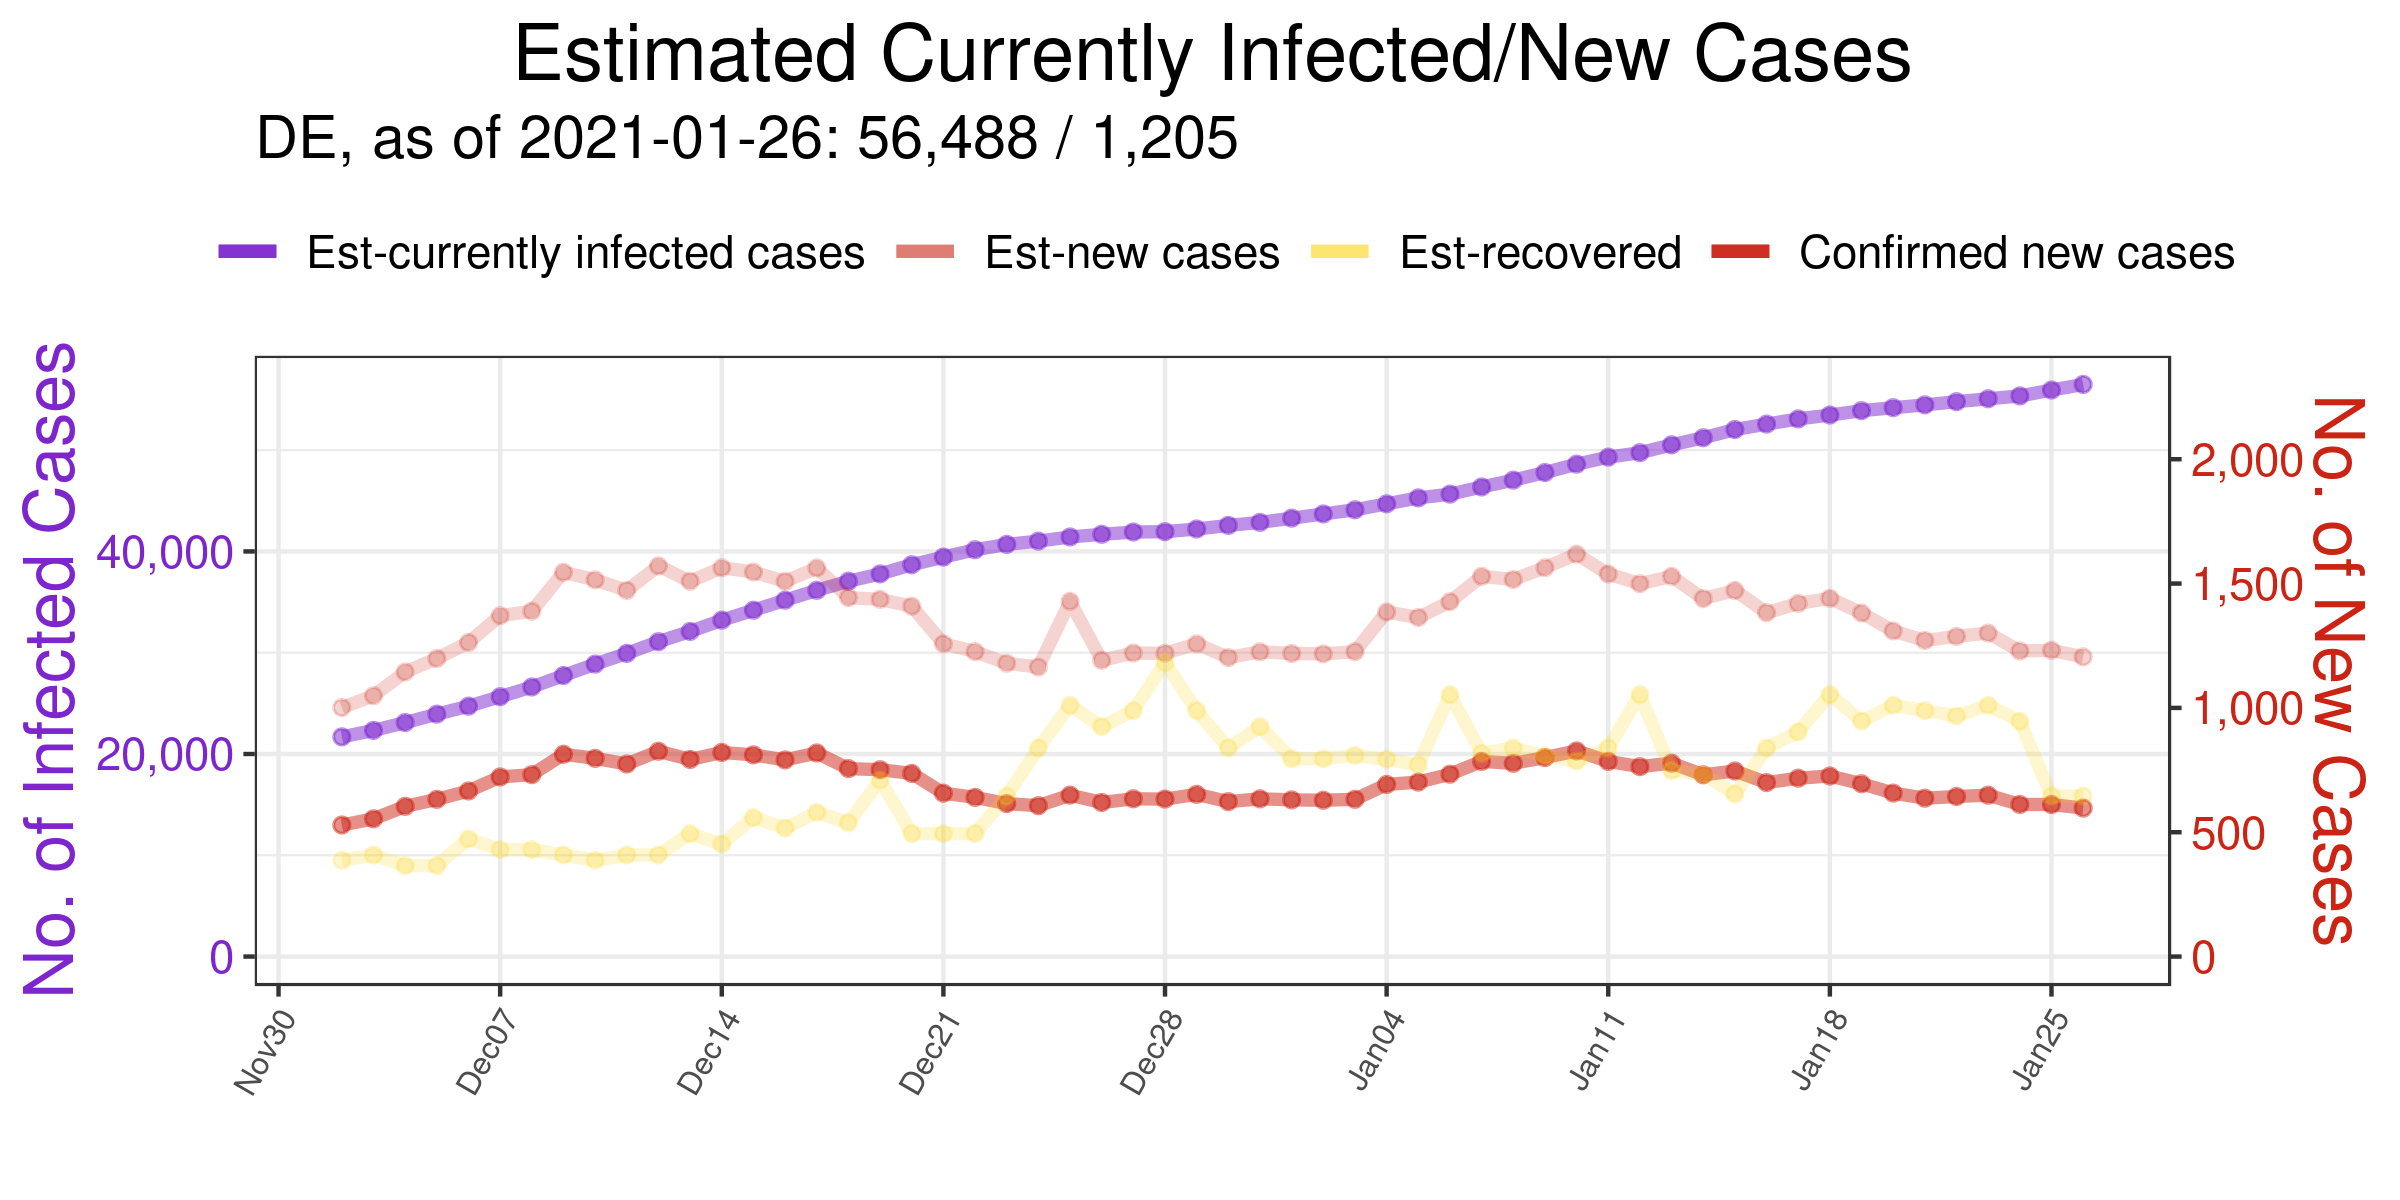 Estimated Currently Infected/New Cases
DE, as of 2021-01-26: 56,488 / 1,205
Est-currently infected cases Est-new cases Est-recovered Confirmed new cases
No. of Infected Cases
40,000
20,000
0
2,000
1,500
1,000
500
0
No. of New Cases
Nov30 Dec07 Dec14 Dec21 Dec28 Jan04 Jan11 Jan18 Jan25